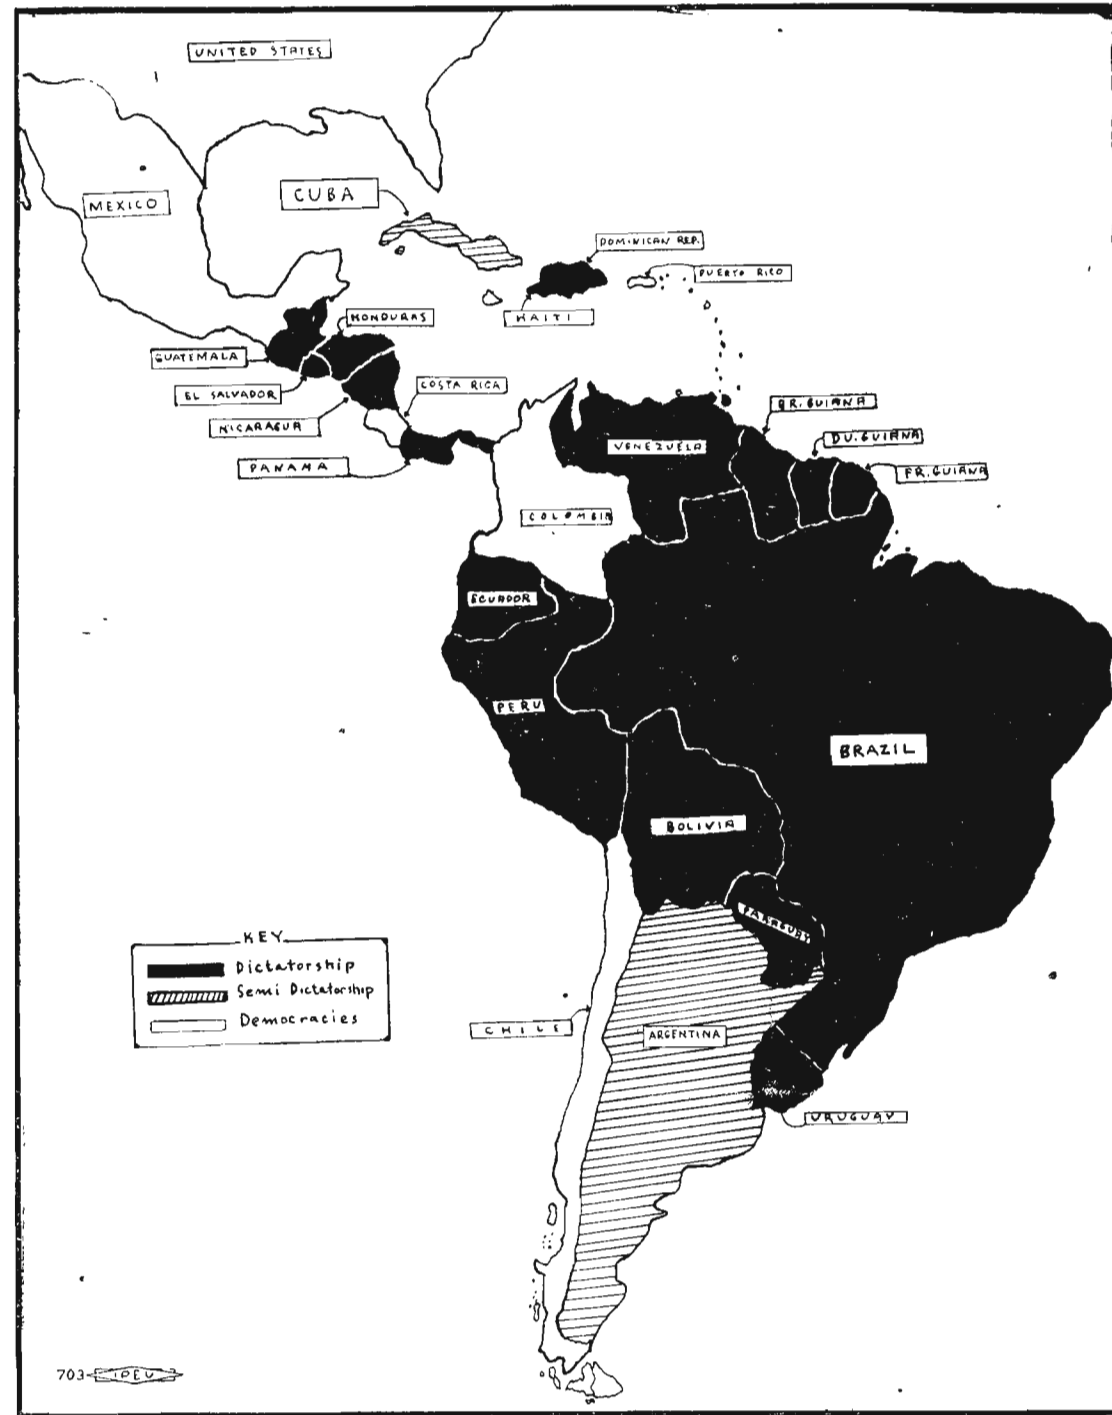 UNITED STATES
MEXICO
CUBA
DOMINICAN REP.
PUERTO RICO
HAITI
HONDURAS
GUATEMALA
EL SALVADOR
COSTA RICA
NICARAGUA
PANAMA
BR. GUIANA
DU. GUIANA
FR. GUIANA
VENEZUELA
COLOMBIA
ECUADOR
PERU
BRAZIL
BOLIVIA
PARAGUAY
KEY
Dictatorship
Semi Dictatorship
Democracies
CHILE
ARGENTINA
URUGUAY
703 IPEU